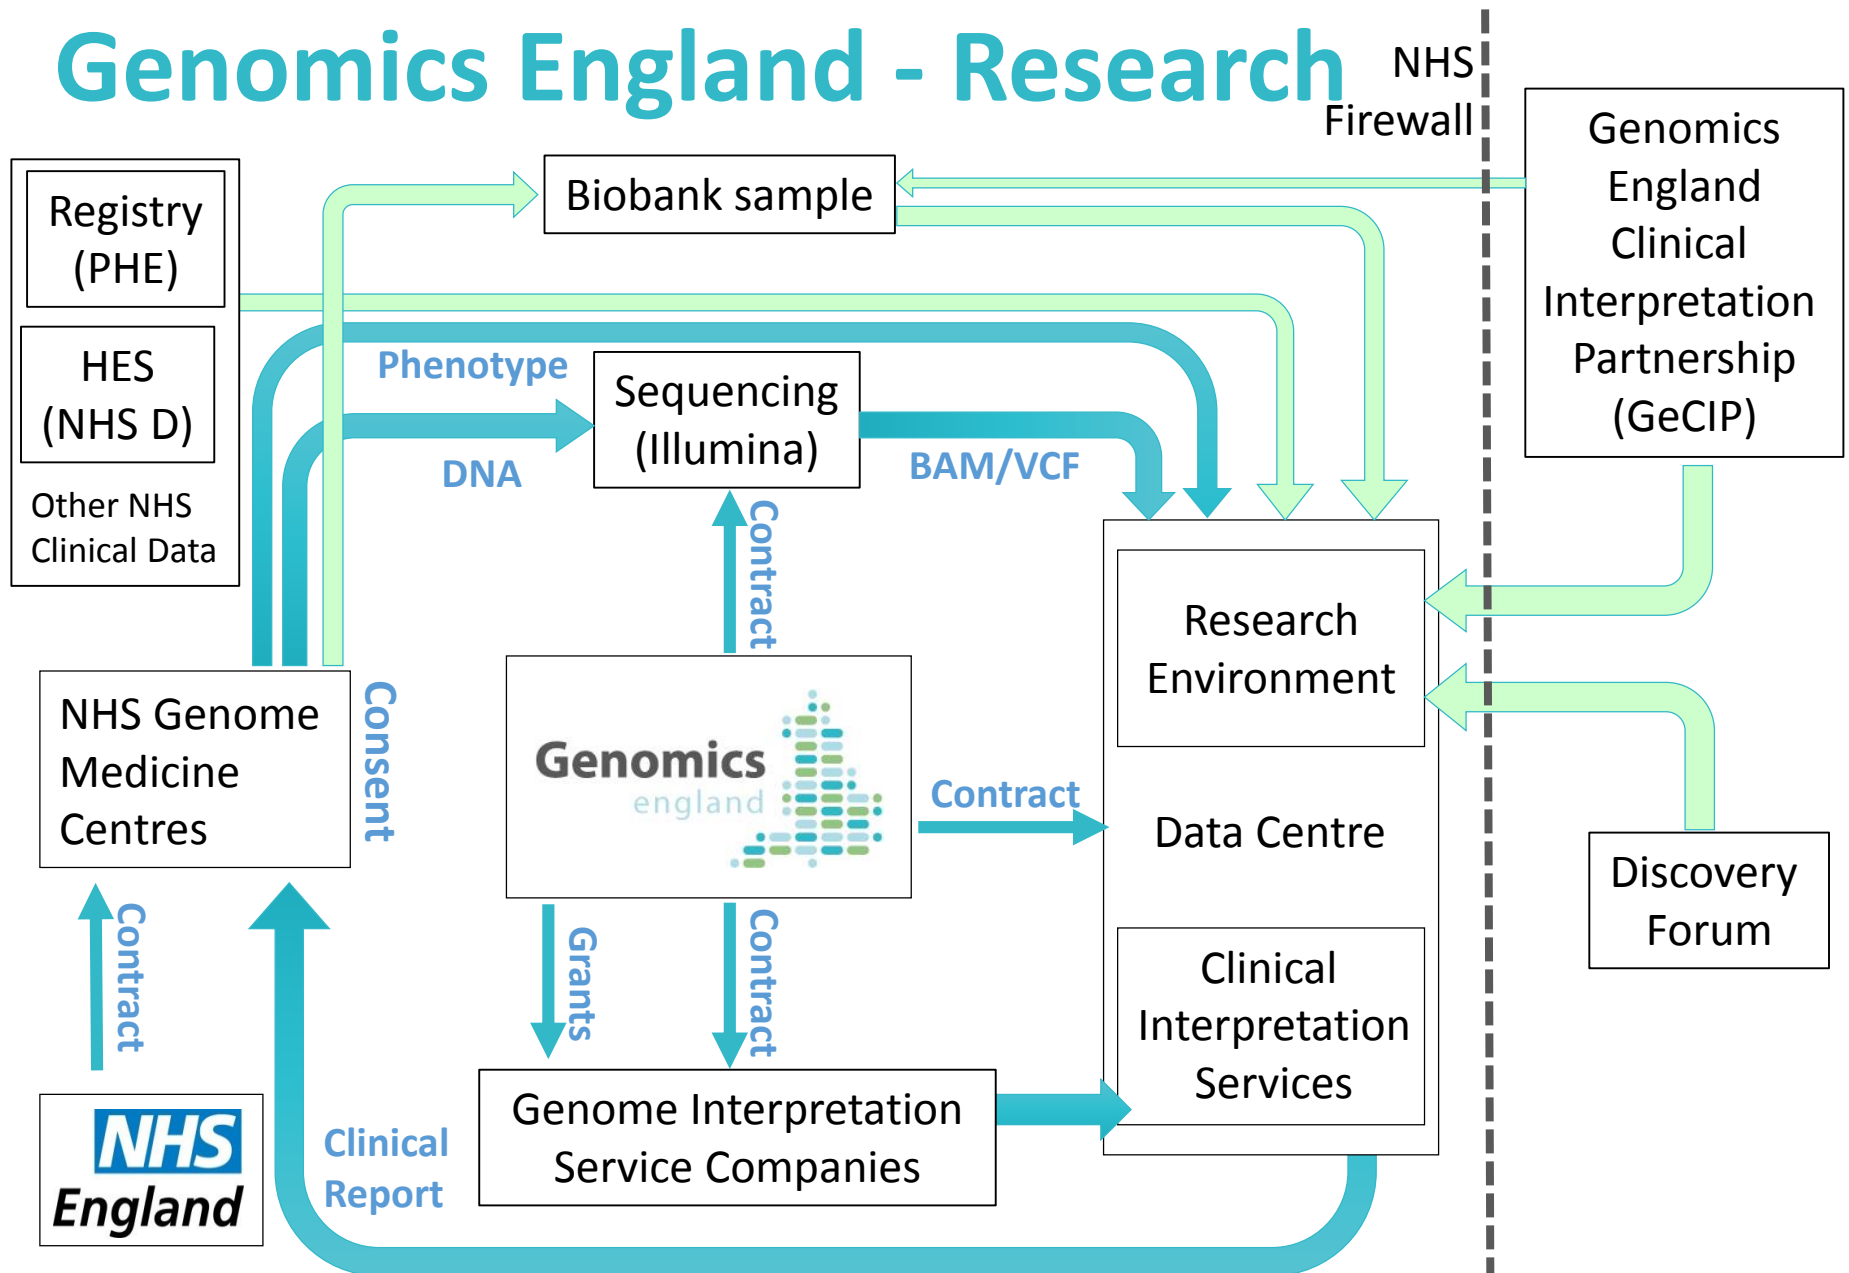 Genomics England - Research
NHS
Firewall
Registry
(PHE)
HES
(NHS D)
Other NHS
Clinical Data
Biobank sample
Genomics
England
Clinical
Interpretation
Partnership
(GeCIP)
Phenotype
DNA
Sequencing
(Illumina)
BAM/VCF
Contract
Research
Environment
NHS Genome
Medicine
Centres
Consent
Genomics
england
Contract
Data Centre
Discovery
Forum
Contract
Grants
Contract
Clinical
Interpretation
Services
NHS
England
Clinical
Report
Genome Interpretation
Service Companies